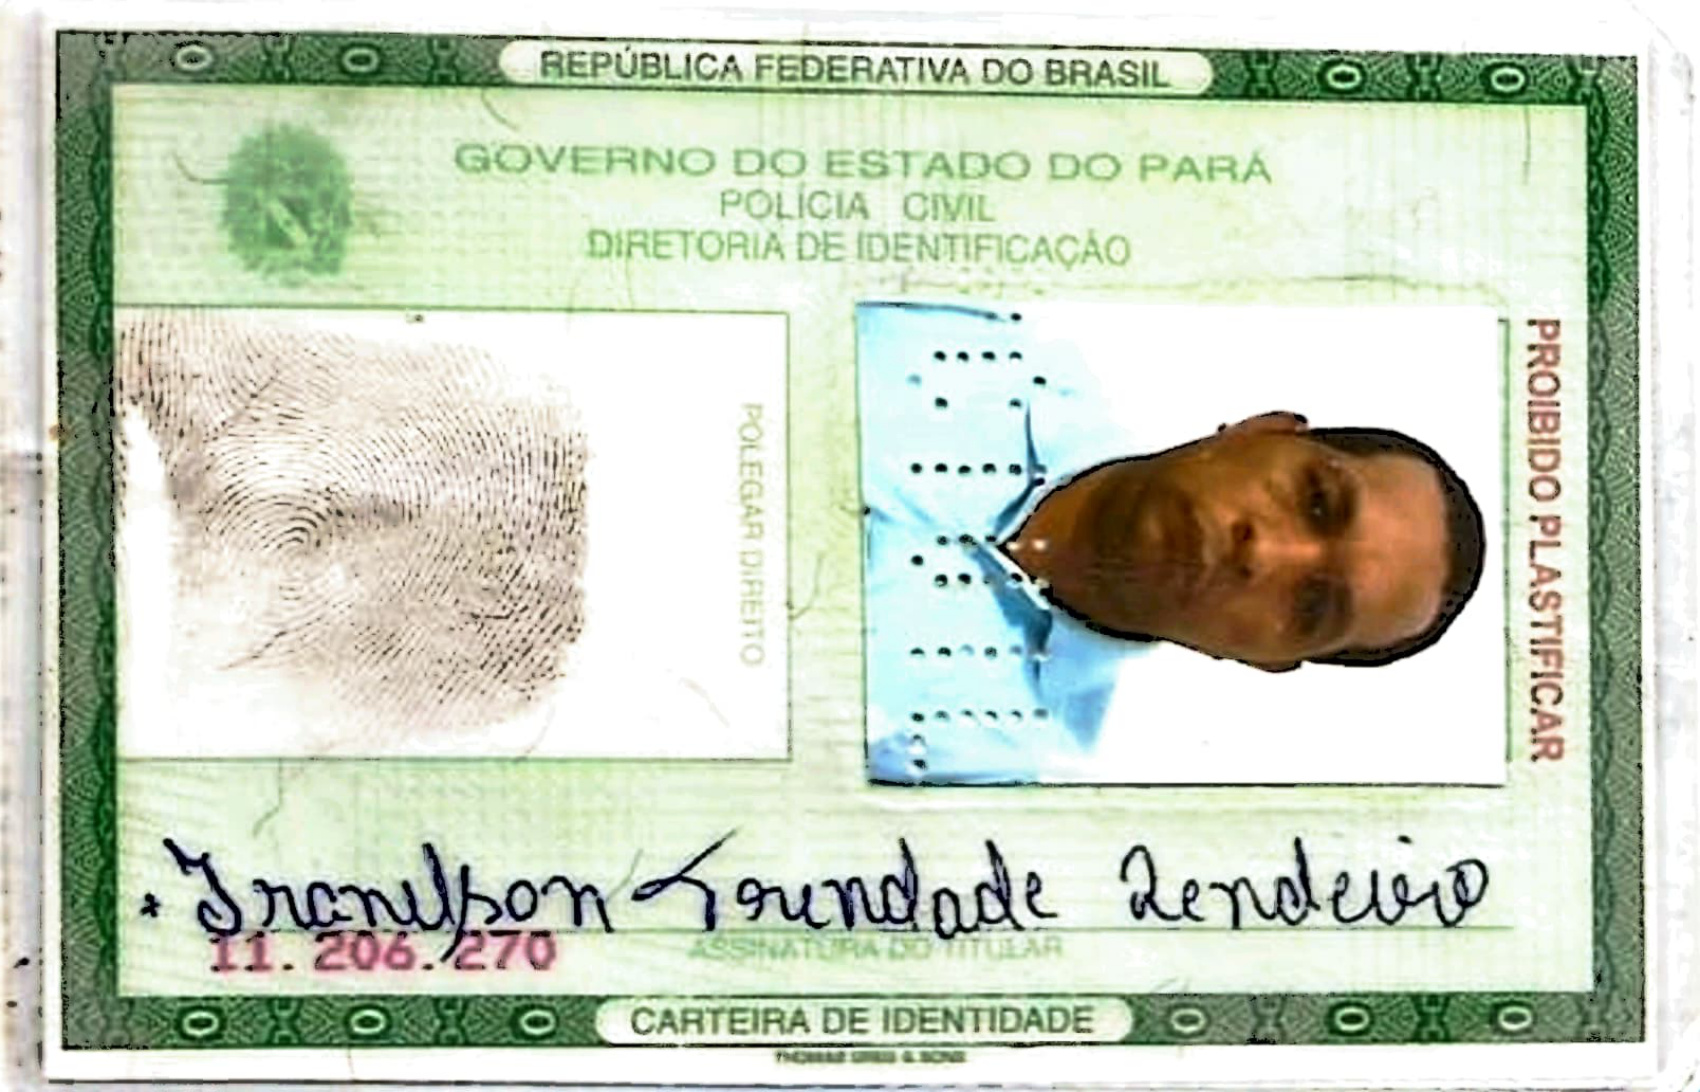 REPÚBLICA FEDERATIVA DO BRASIL
GOVERNO DO ESTADO DO PARÁ
POLÍCIA CIVIL
DIRETORIA DE IDENTIFICAÇÃO
POLEGAR DIREITO
PROIBIDO PLASTIFICAR
Iranilson Trindade Rendeiro
11.206.270
ASSINATURA DO TITULAR
CARTEIRA DE IDENTIDADE
THOMAS GREG & SONS